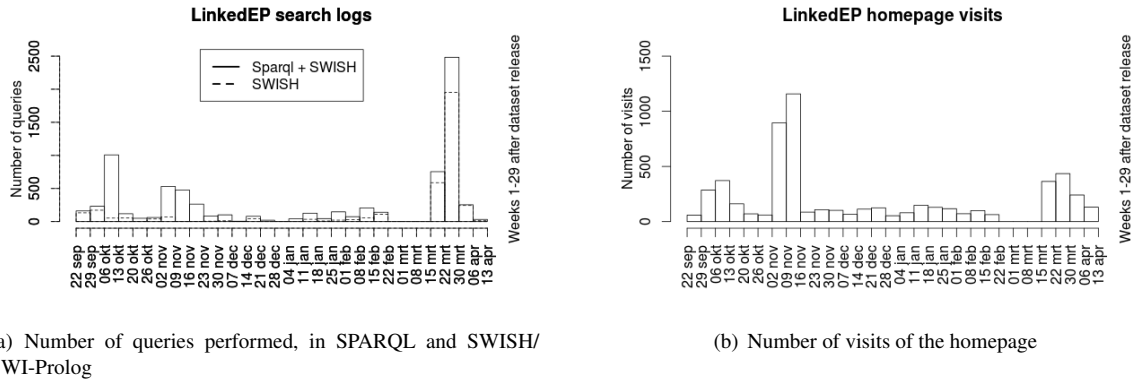 LinkedEP search logs
Number of queries
2500
1500
500
0
Sparql + SWISH
SWISH
22 sep
29 sep
06 okt
13 okt
20 okt
26 okt
02 nov
09 nov
16 nov
23 nov
30 nov
07 dec
14 dec
21 dec
28 dec
04 jan
11 jan
18 jan
25 jan
01 feb
08 feb
15 feb
22 feb
01 mrt
08 mrt
15 mrt
22 mrt
30 mrt
06 apr
13 apr
Weeks 1-29 after dataset release
a) Number of queries performed, in SPARQL and SWISH/
WI-Prolog
LinkedEP homepage visits
Number of visits
1500
1000
500
0
22 sep
29 sep
06 okt
13 okt
20 okt
26 okt
02 nov
09 nov
16 nov
23 nov
30 nov
07 dec
14 dec
21 dec
28 dec
04 jan
11 jan
18 jan
25 jan
01 feb
08 feb
15 feb
22 feb
01 mrt
08 mrt
15 mrt
22 mrt
30 mrt
06 apr
13 apr
Weeks 1-29 after dataset release
(b) Number of visits of the homepage